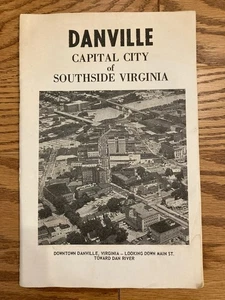 DANVILLE
CAPITAL CITY
of
SOUTHSIDE VIRGINIA
DOWNTOWN DANVILLE, VIRGINIA - LOOKING DOWN MAIN ST.
TOWARD DAN RIVER